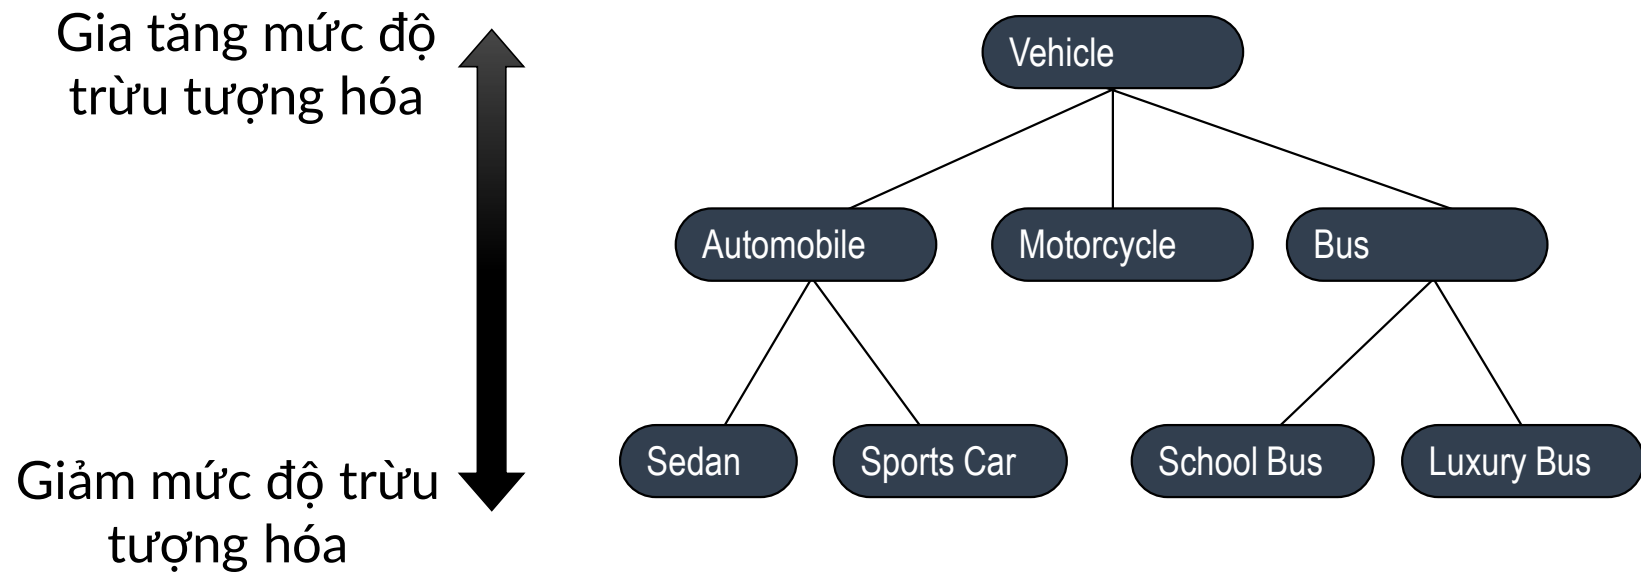 Gia tăng mức độ
trừu tượng hóa
Vehicle
Automobile
Motorcycle
Bus
Giảm mức độ trừu
tượng hóa
Sedan
Sports Car
School Bus
Luxury Bus